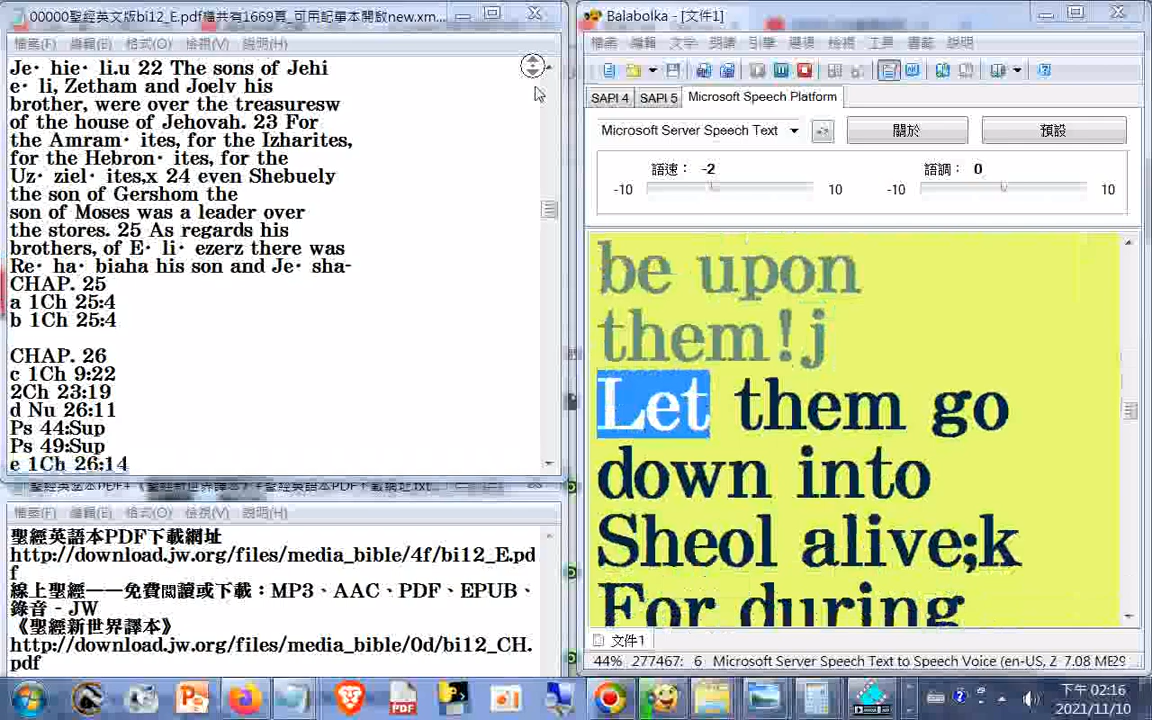 00000聖經英文版bi12_E.pdf檔共有1669頁_可用記事本開啟new.xm...
檔案(F) 編輯(E) 格式(O) 檢視(V) 說明(H)
Je· hie· li.u 22 The sons of Jehi
e· li, Zetham and Joelv his
brother, were over the treasuresw
of the house of Jehovah. 23 For
the Amram· ites, for the Izharites,
for the Hebron· ites, for the
Uz· ziel· ites,x 24 even Shebuely
the son of Gershom the
son of Moses was a leader over
the stores. 25 As regards his
brothers, of E· li· ezerz there was
Re· ha· biaha his son and Je· sha-
CHAP. 25
a 1Ch 25:4
b 1Ch 25:4
CHAP. 26
c 1Ch 9:22
2Ch 23:19
d Nu 26:11
Ps 44:Sup
Ps 49:Sup
e 1Ch 26:14
檔案(F) 編輯(E) 格式(O) 檢視(V) 說明(H)
聖經英語本PDF下載網址
http://download.jw.org/files/media_bible/4f/bi12_E.pd
f
線上聖經——免費閱讀或下載：MP3、AAC、PDF、EPUB、
錄音 - JW
《聖經新世界譯本》
http://download.jw.org/files/media_bible/0d/bi12_CH.
pdf
Balabolka - [文件1]
檔案 編輯 文字 朗讀 引擎 選項 檢視 工具 書籤 說明
SAPI 4 SAPI 5 Microsoft Speech Platform
Microsoft Server Speech Text 關於 預設
語速： -2 語調： 0
-10 10 -10 10
be upon
them!j
Let them go
down into
Sheol alive;k
For during
文件1
44% 277467: 6 Microsoft Server Speech Text to Speech Voice (en-US, Z 7.08 ME29
PDF
下午 02:16
2021/11/10